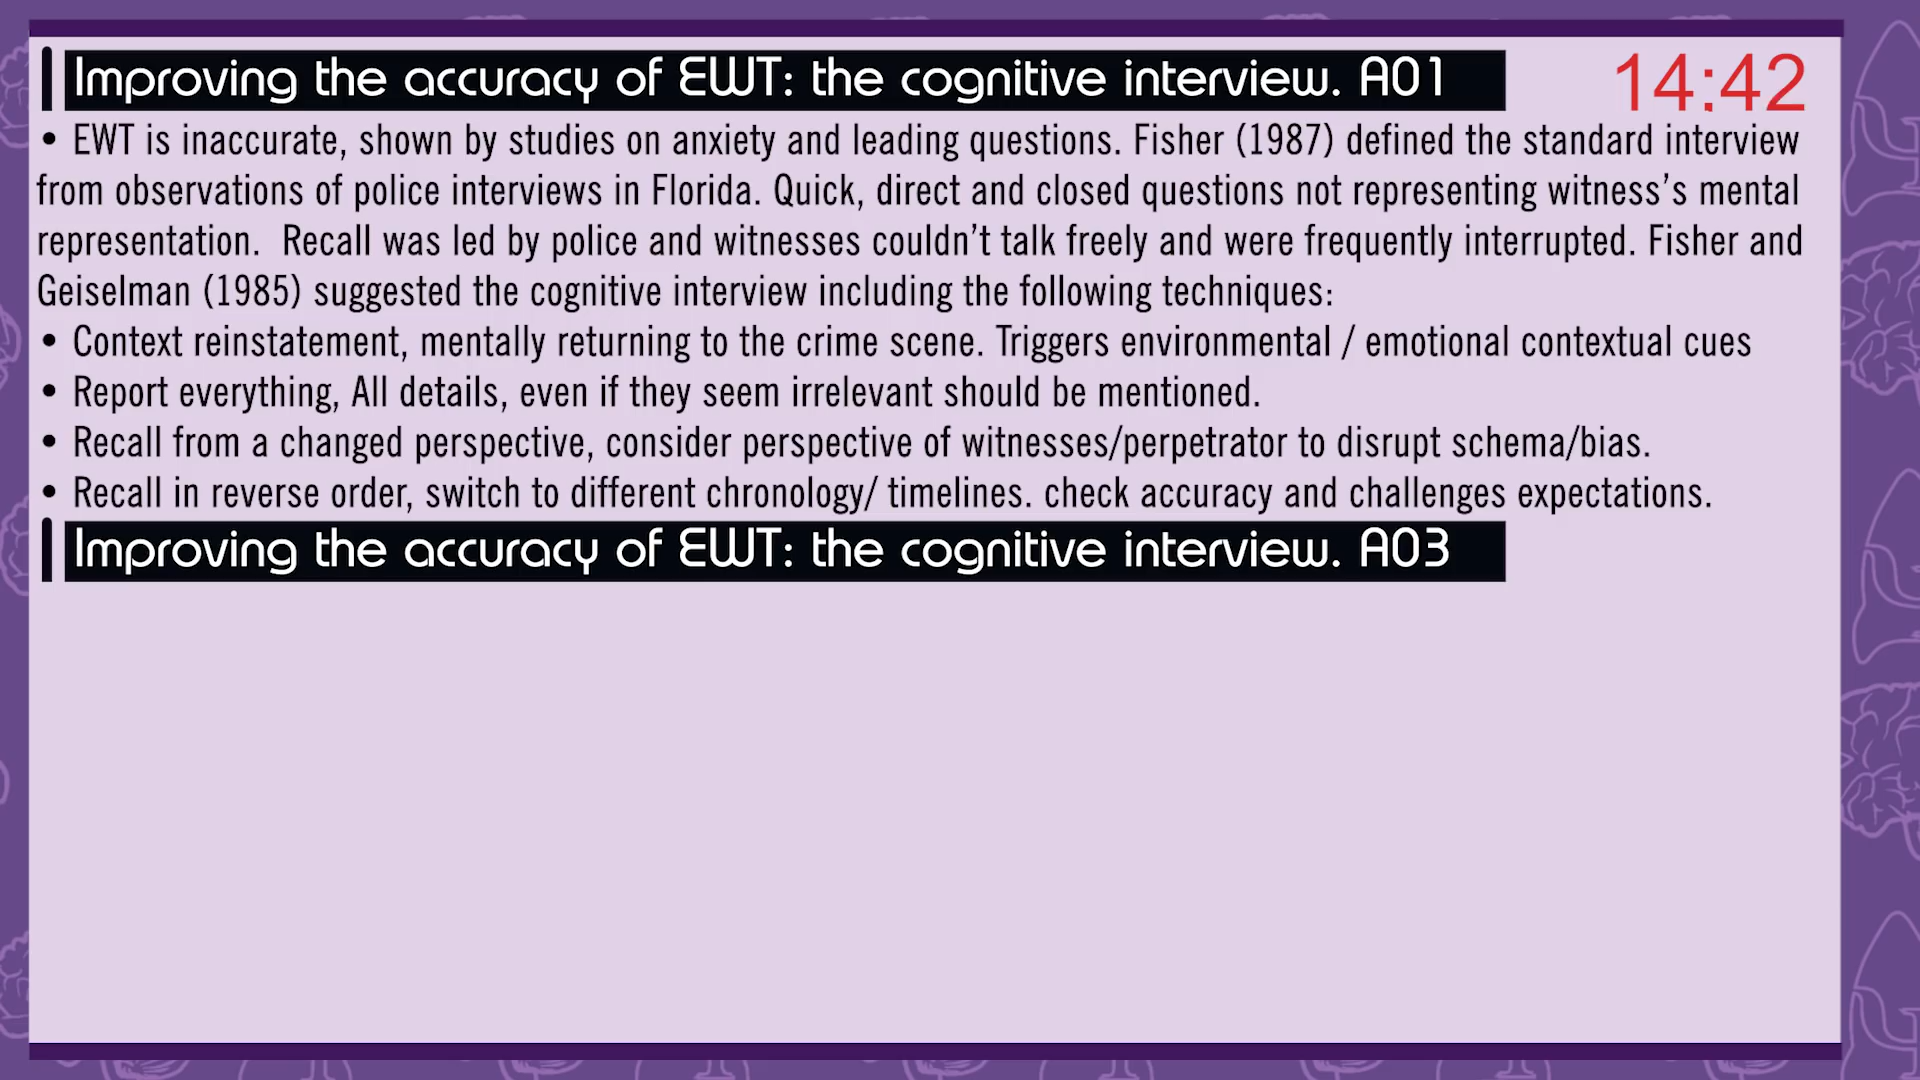 Improving the accuracy of EWT: the cognitive interview. A01
14:42
• EWT is inaccurate, shown by studies on anxiety and leading questions. Fisher (1987) defined the standard interview
from observations of police interviews in Florida. Quick, direct and closed questions not representing witness's mental
representation.  Recall was led by police and witnesses couldn't talk freely and were frequently interrupted. Fisher and
Geiselman (1985) suggested the cognitive interview including the following techniques:
• Context reinstatement, mentally returning to the crime scene. Triggers environmental / emotional contextual cues
• Report everything, All details, even if they seem irrelevant should be mentioned.
• Recall from a changed perspective, consider perspective of witnesses/perpetrator to disrupt schema/bias.
• Recall in reverse order, switch to different chronology/ timelines. check accuracy and challenges expectations.
Improving the accuracy of EWT: the cognitive interview. A03